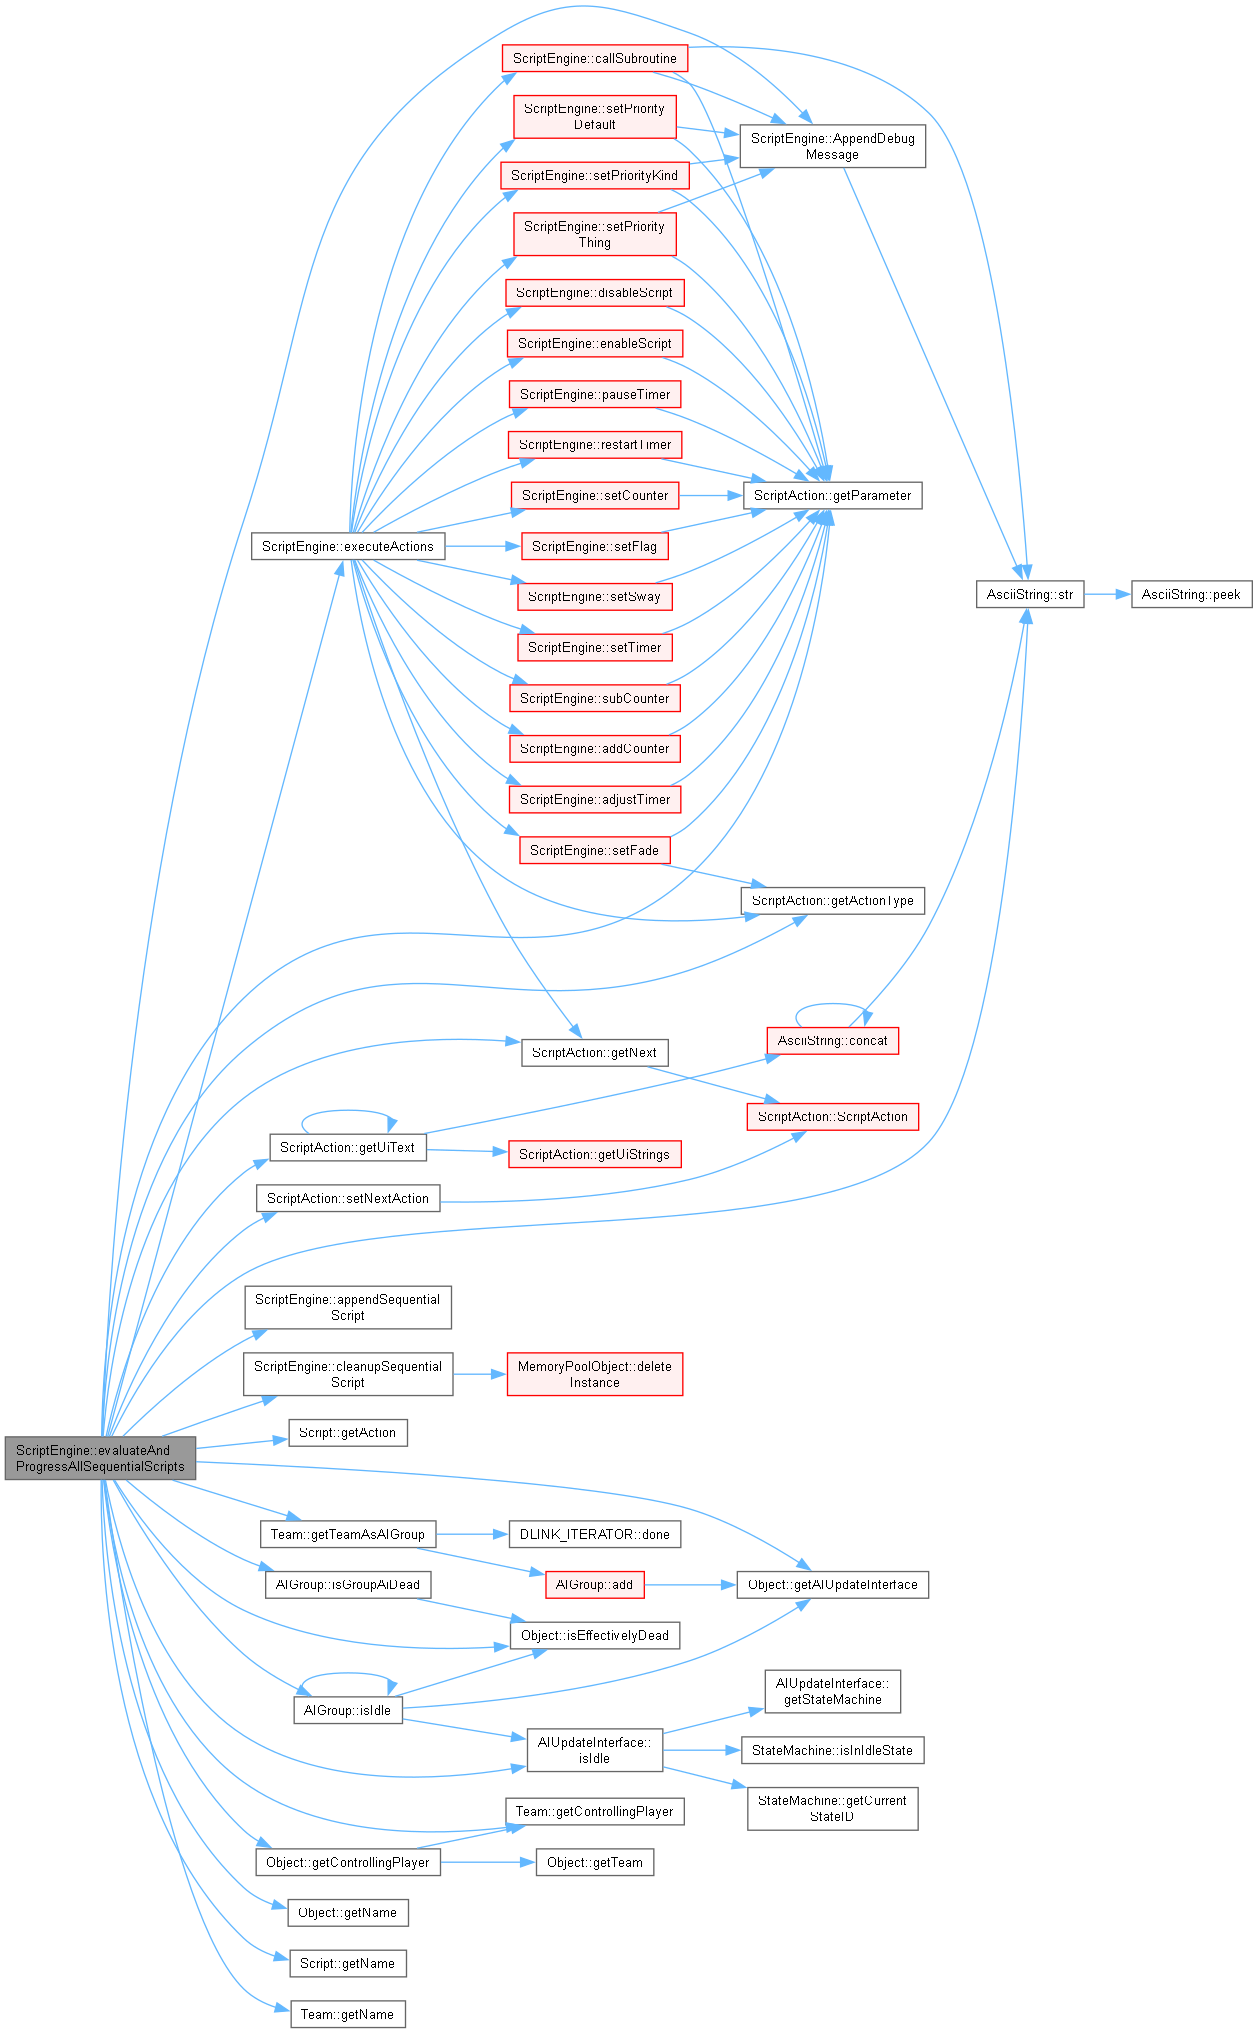 ScriptEngine::callSubroutine
ScriptEngine::setPriority
Default
ScriptEngine::AppendDebug
Message
ScriptEngine::setPriorityKind
ScriptEngine::setPriority
Thing
ScriptEngine::disableScript
ScriptEngine::enableScript
ScriptEngine::pauseTimer
ScriptEngine::restartTimer
ScriptEngine::setCounter
ScriptAction::getParameter
ScriptEngine::executeActions
ScriptEngine::setFlag
ScriptEngine::setSway
AsciiString::str
AsciiString::peek
ScriptEngine::setTimer
ScriptEngine::subCounter
ScriptEngine::addCounter
ScriptEngine::adjustTimer
ScriptEngine::setFade
ScriptAction::getActionType
AsciiString::concat
ScriptAction::getNext
ScriptAction::ScriptAction
ScriptAction::getUiText
ScriptAction::getUiStrings
ScriptAction::setNextAction
ScriptEngine::appendSequential
Script
ScriptEngine::cleanupSequential
Script
MemoryPoolObject::delete
Instance
Script::getAction
ScriptEngine::evaluateAnd
ProgressAllSequentialScripts
Team::getTeamAsAIGroup
DLINK_ITERATOR::done
AIGroup::isGroupAiDead
AIGroup::add
Object::getAIUpdateInterface
Object::isEffectivelyDead
AIGroup::isIdle
AIUpdateInterface::
getStateMachine
AIUpdateInterface::
isIdle
StateMachine::isInIdleState
StateMachine::getCurrent
StateID
Team::getControllingPlayer
Object::getControllingPlayer
Object::getTeam
Object::getName
Script::getName
Team::getName